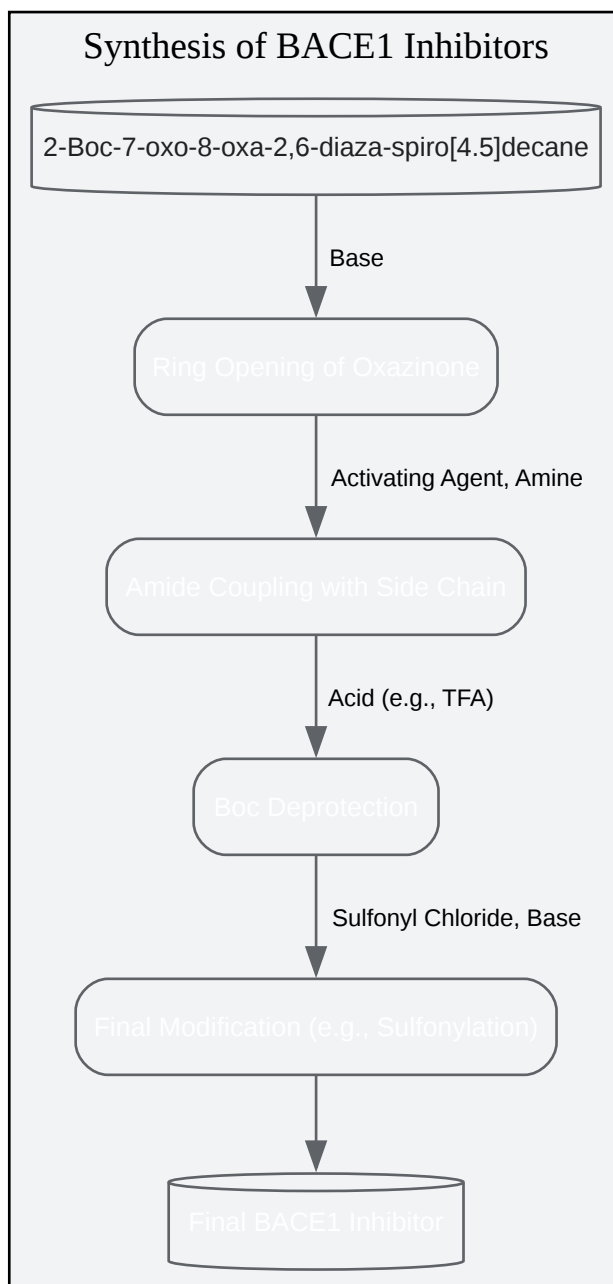 Synthesis of BACE1 Inhibitors
2-Boc-7-oxo-8-oxa-2,6-diaza-spiro[4.5]decane
Base
Ring Opening of Oxazinone
Activating Agent, Amine
Amide Coupling with Side Chain
Acid (e.g., TFA)
Boc Deprotection
Sulfonyl Chloride, Base
Final Modification (e.g., Sulfonylation)
Final BACE1 Inhibitor